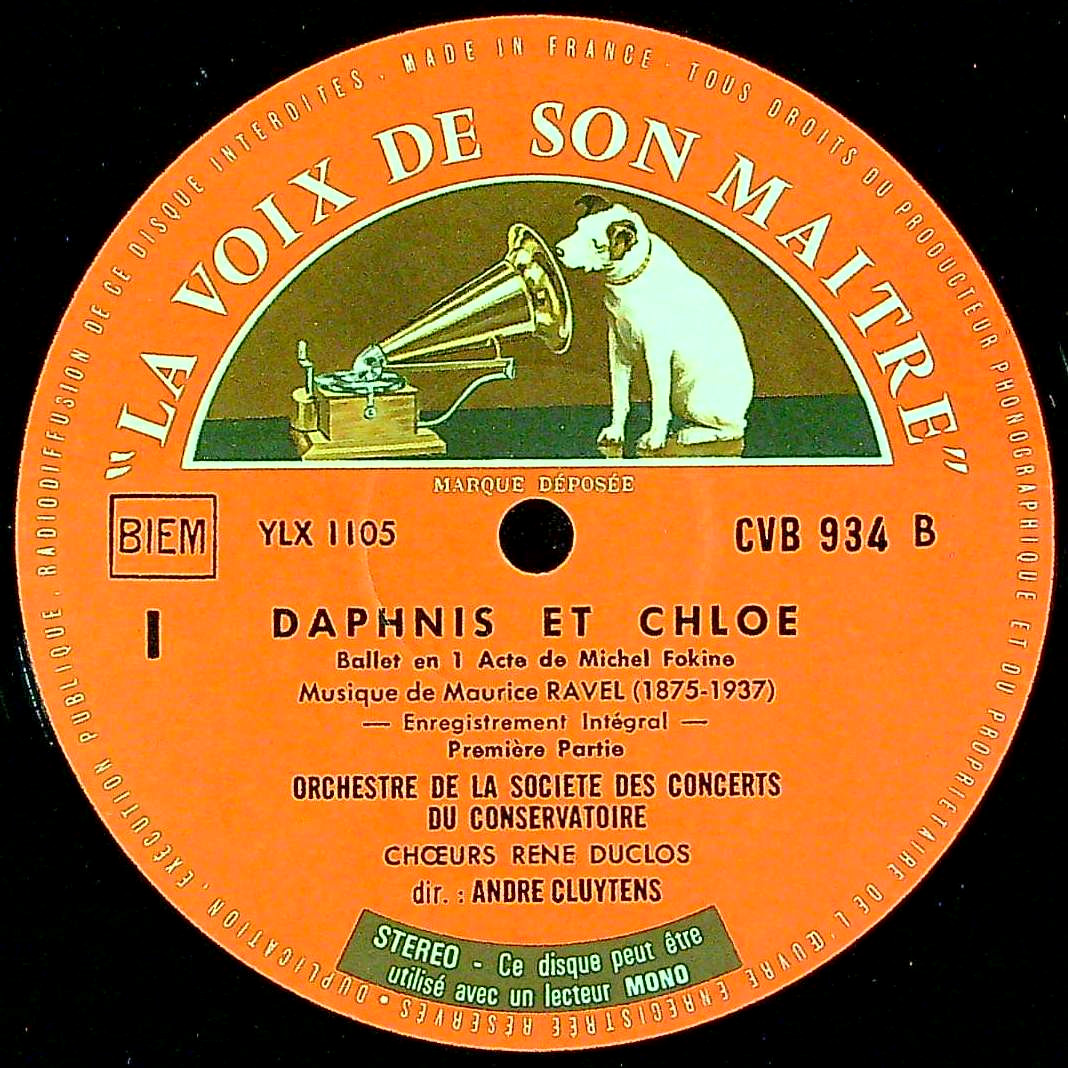 TOUS DROITS DU PRODUCTEUR PHONOGRAPHIQUE ET DU PROPRIETAIRE DE L'ŒUVRE ENREGISTRÉE RÉSERVÉS • DUPLICATION . EXÉCUTION PUBLIQUE . RADIODIFFUSION DE CE DISQUE INTERDITES . MADE IN FRANCE .
"LA VOIX DE SON MAITRE"
MARQUE DÉPOSÉE
BIEM YLX 1105 CVB 934 B
I DAPHNIS ET CHLOE
Ballet en 1 Acte de Michel Fokine
Musique de Maurice RAVEL (1875-1937)
— Enregistrement Intégral —
Première Partie
ORCHESTRE DE LA SOCIETE DES CONCERTS
DU CONSERVATOIRE
CHŒURS RENE DUCLOS
dir. : ANDRE CLUYTENS
STEREO - Ce disque peut être
utilisé avec un lecteur MONO